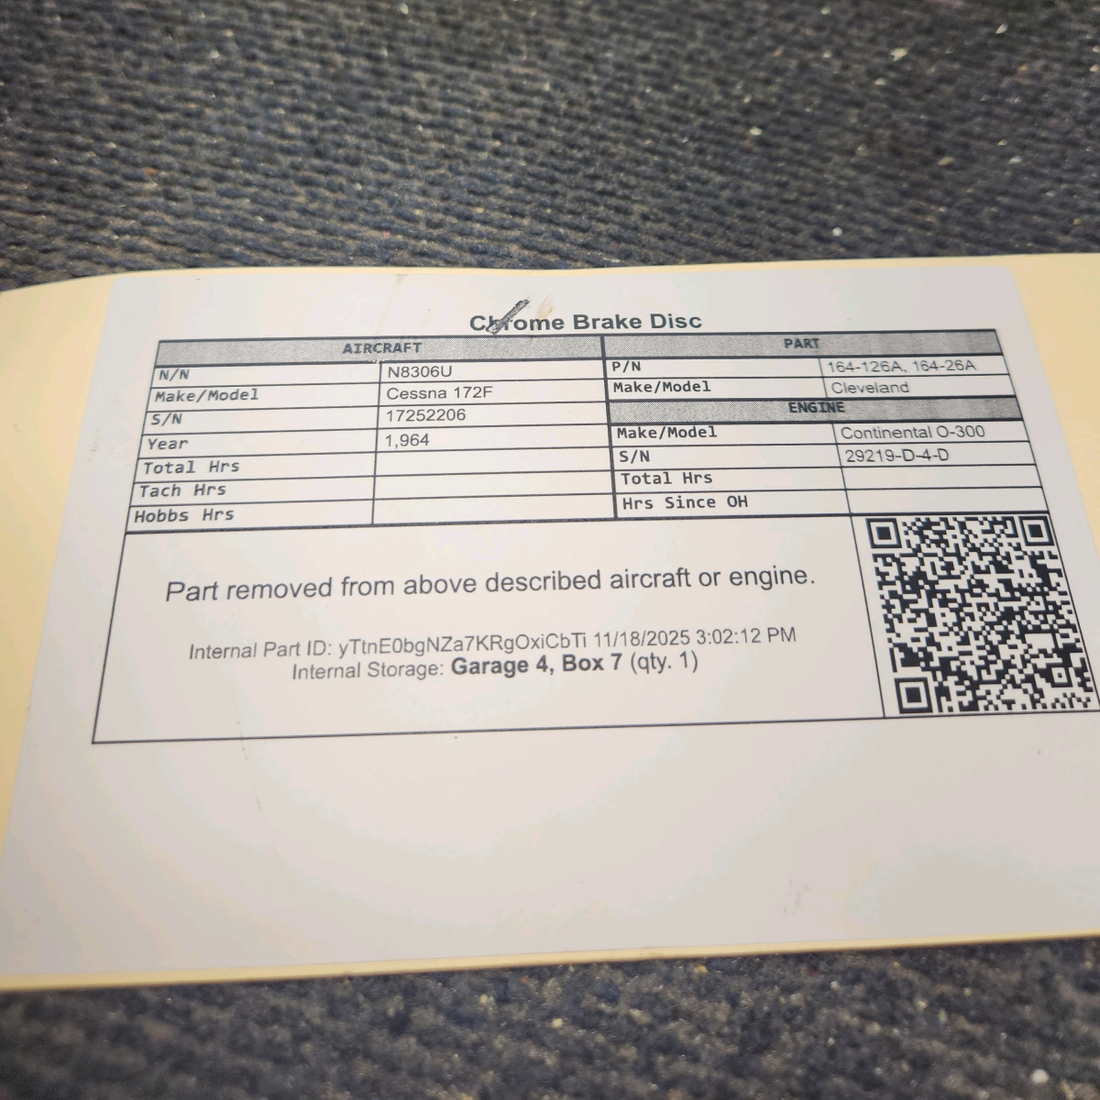 Chrome Brake Disc
AIRCRAFT
N/N N8306U
Make/Model Cessna 172F
S/N 17252206
Year 1,964
Total Hrs
Tach Hrs
Hobbs Hrs
PART
P/N 164-126A, 164-26A
Make/Model Cleveland
ENGINE
Make/Model Continental O-300
S/N 29219-D-4-D
Total Hrs
Hrs Since OH
Part removed from above described aircraft or engine.
Internal Part ID: yTtnE0bgNZa7KRgOxiCbTi 11/18/2025 3:02:12 PM
Internal Storage: Garage 4, Box 7 (qty. 1)